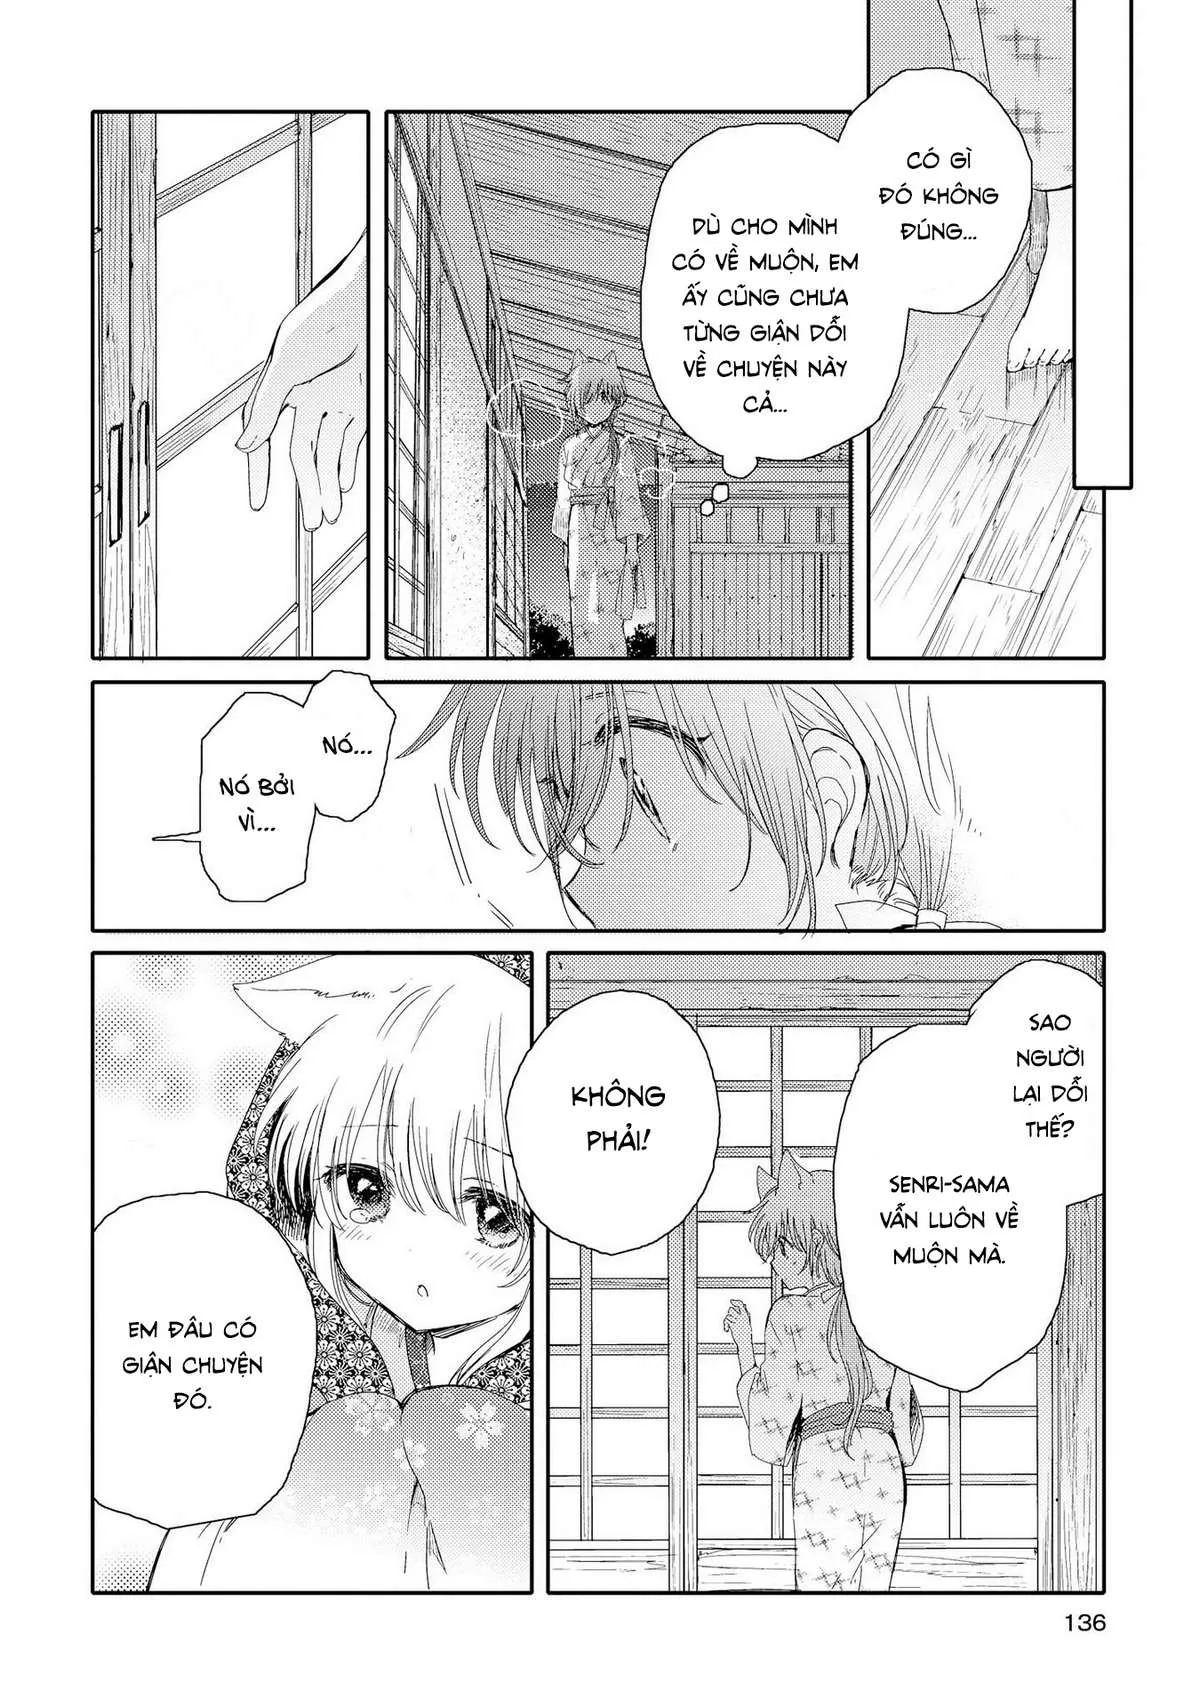 CÓ GÌ
ĐÓ KHÔNG
ĐÚNG...
DÙ CHO MÌNH
CÓ VỀ MUỘN, EM
ẤY CŨNG CHƯA
TỪNG GIẬN DỖI
VỀ CHUYỆN NÀY
CẢ...
NÓ...
NÓ BỞI
VÌ...
SAO
NGƯỜI
LẠI DỖI
THẾ?
SENRI-SAMA
VẪN LUÔN VỀ
MUỘN MÀ.
KHÔNG
PHẢI!
EM ĐÂU CÓ
GIẬN CHUYỆN
ĐÓ.
136